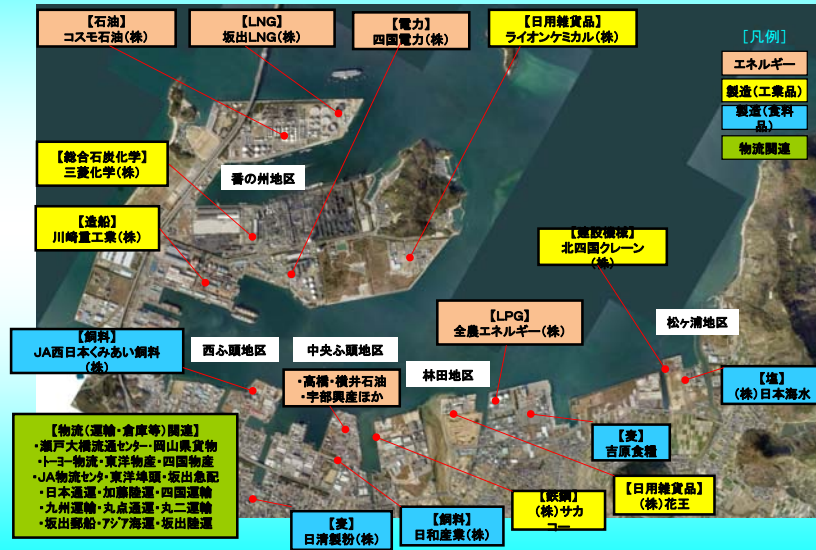 【石油】
コスモ石油(株)
【LNG】
坂出LNG(株)
【電力】
四国電力(株)
【日用雑貨品】
ライオンケミカル(株)
[凡例]
エネルギー
製造(工業品)
製造(食料
品)
物流関連
【総合石炭化学】
三菱化学(株)
番の州地区
【造船】
川崎重工業(株)
【建設機械】
北四国クレーン
(株)
【LPG】
全農エネルギー(株)
松ヶ浦地区
【飼料】
JA西日本くみあい飼料
(株)
西ふ頭地区
中央ふ頭地区
林田地区
・高橋・横井石油
・宇部興産ほか
【塩】
(株)日本海水
【物流(運輸・倉庫等)関連】
・瀬戸大橋流通センター・岡山県貨物
・トーヨー物流・東洋物産・四国物産
・JA物流センタ・東洋埠頭・坂出急配
・日本通運・加藤陸運・四国運輸
・九州運輸・丸点通運・丸二運輸
・坂出郵船・アジア海運・坂出陸運
【麦】
吉原食糧
【日用雑貨品】
(株)花王
【鉄鋼】
(株)サカ
コー
【麦】
日清製粉(株)
【飼料】
日和産業(株)